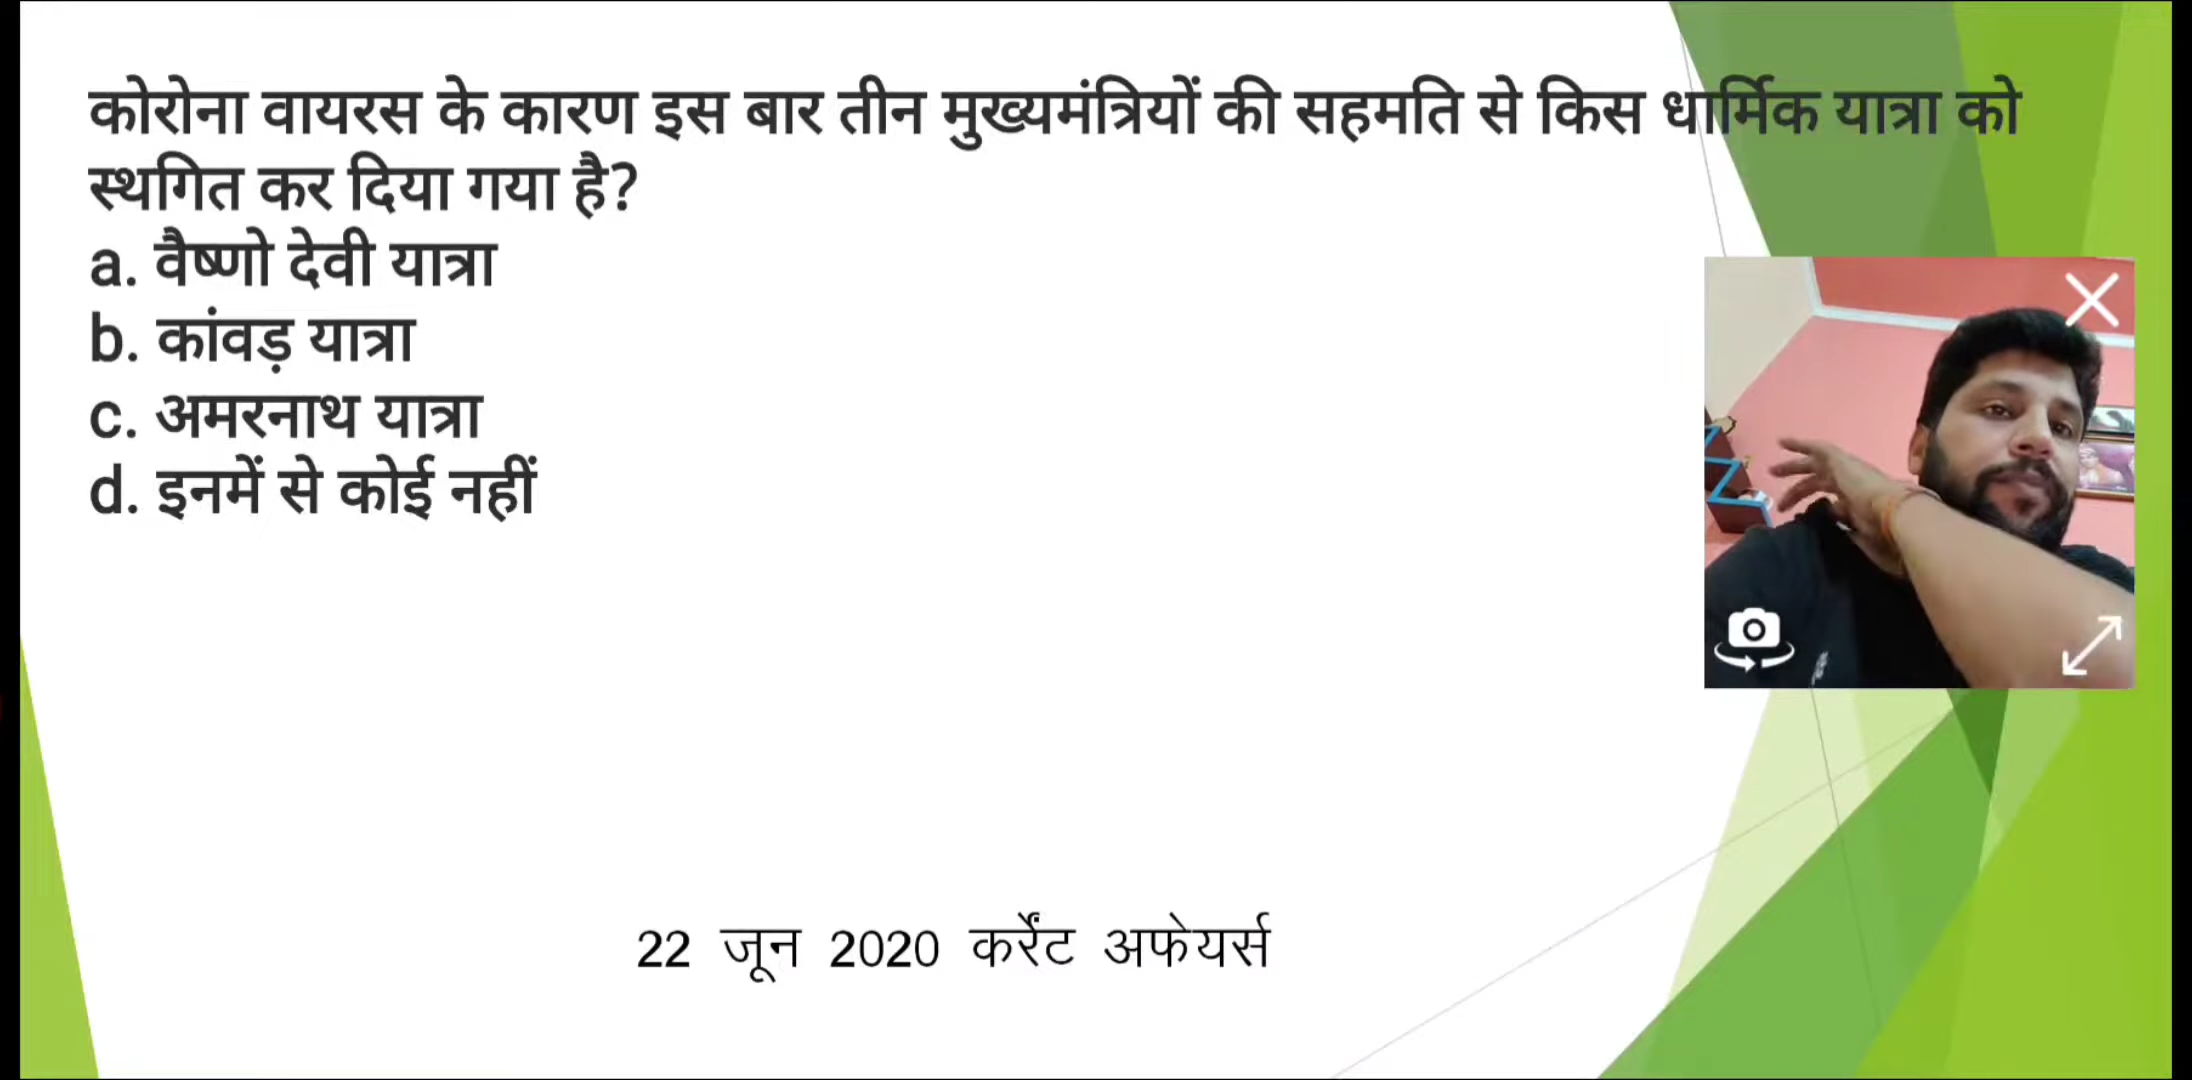 कोरोना वायरस के कारण इस बार तीन मुख्यमंत्रियों की सहमति से किस धार्मिक यात्रा को
स्थगित कर दिया गया है?
a. वैष्णो देवी यात्रा
b. कांवड़ यात्रा
c. अमरनाथ यात्रा
d. इनमें से कोई नहीं
22 जून 2020 कर्रेंट अफेयर्स